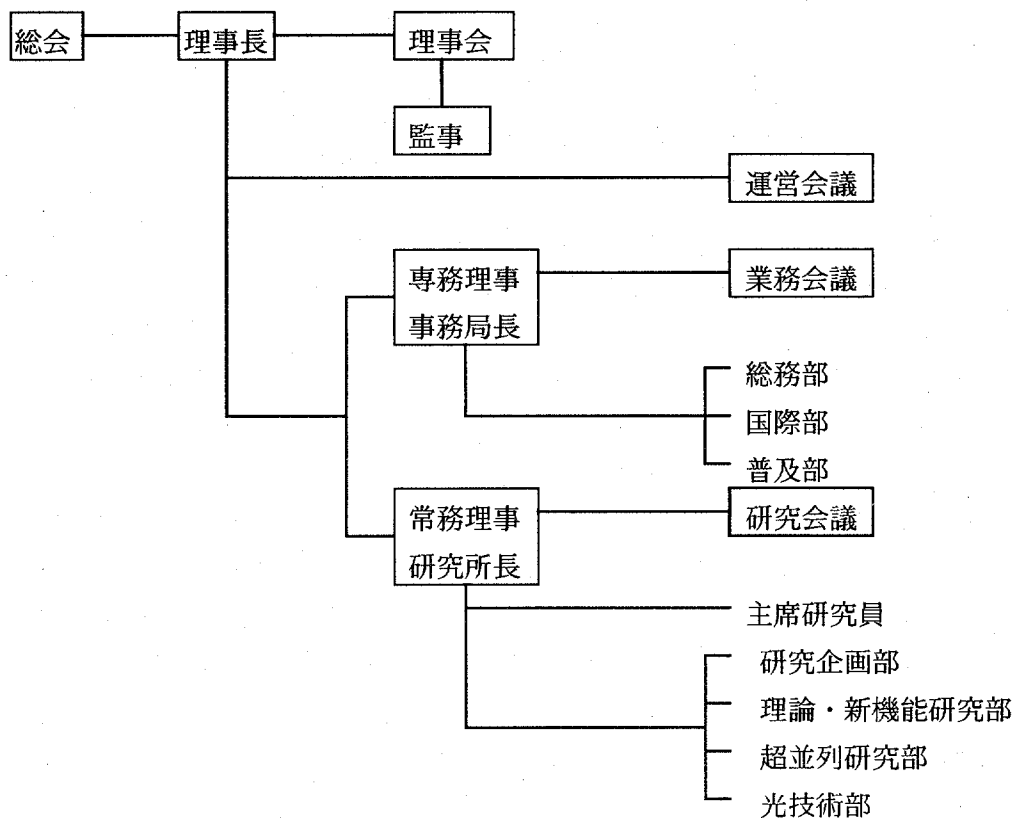 総会
理事長
理事会
監事
運営会議
専務理事
事務局長
業務会議
総務部
国際部
普及部
常務理事
研究所長
研究会議
主席研究員
研究企画部
理論・新機能研究部
超並列研究部
光技術部